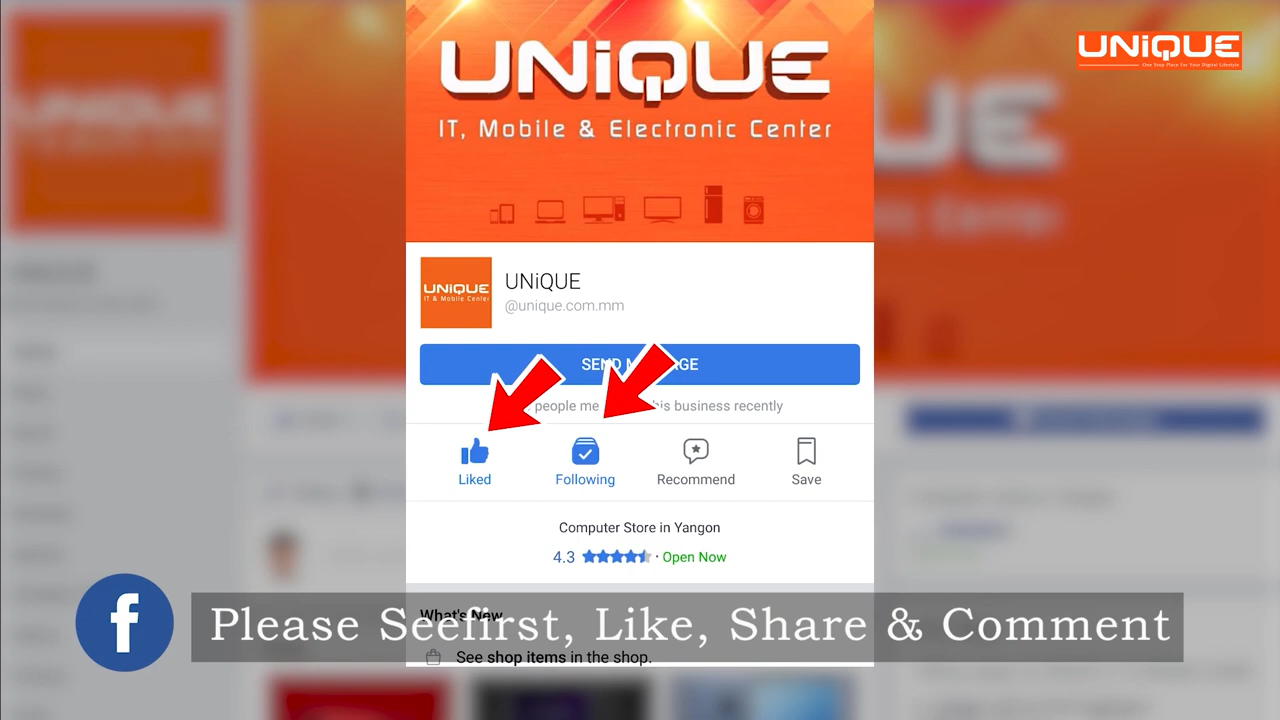 UNiQUE
IT, Mobile & Electronic Center
UNiQUE
One Stop Place For Your Digital Lifestyle
UNiQUE
IT & Mobile Center
UNiQUE
@unique.com.mm
SEND
people
his business recently
Liked
Following
Recommend
Save
Computer Store in Yangon
4.3
· Open Now
What's New
Please Seefirst, Like, Share & Comment
See shop items in the shop.